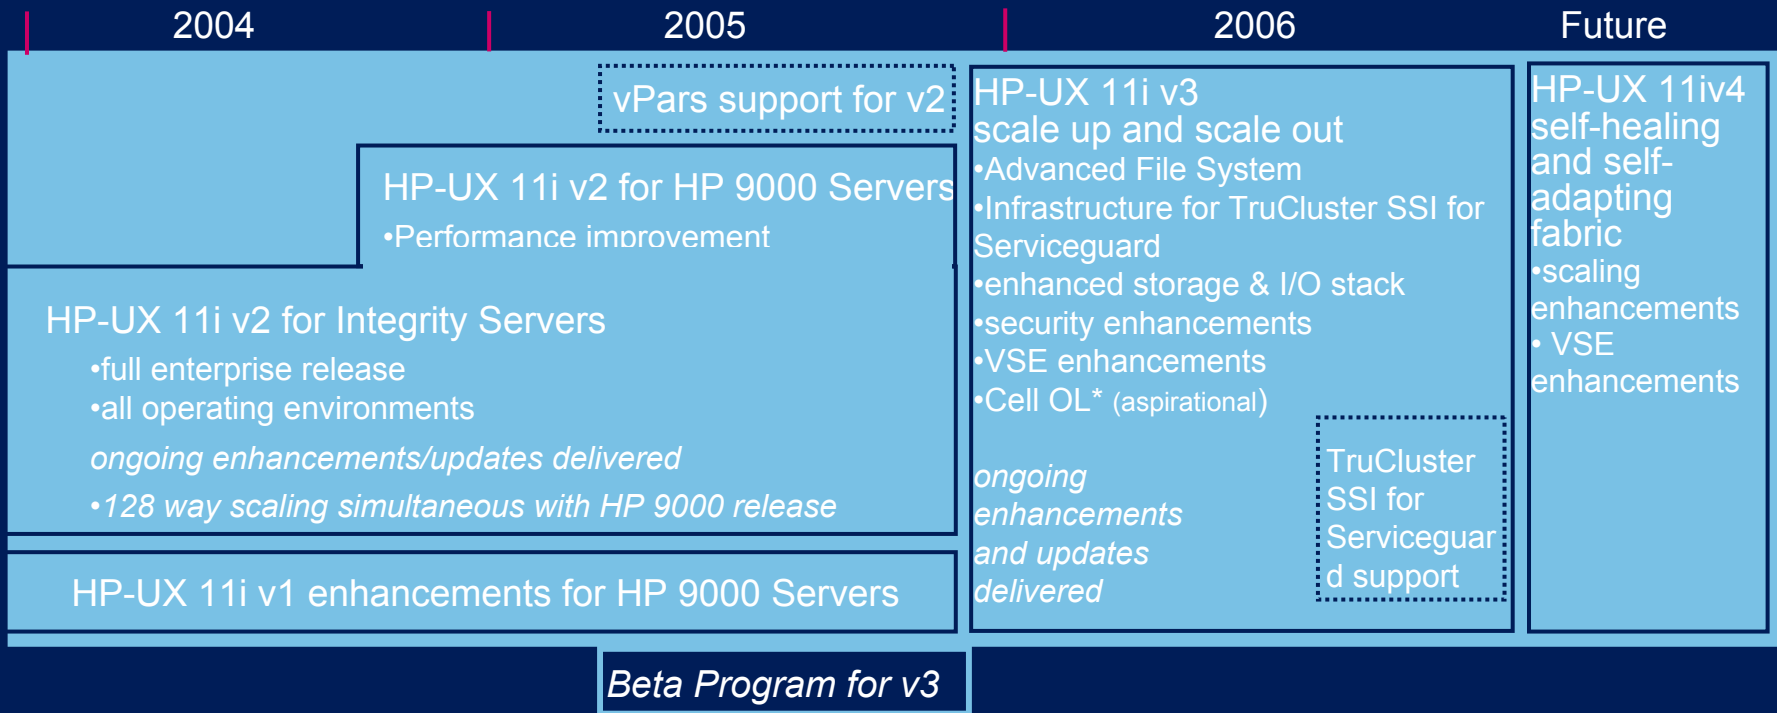 2004
2005
2006
Future
vPars support for v2
HP-UX 11i v2 for HP 9000 Servers
•Performance improvement
HP-UX 11i v2 for Integrity Servers
•full enterprise release
•all operating environments
ongoing enhancements/updates delivered
•128 way scaling simultaneous with HP 9000 release
HP-UX 11i v1 enhancements for HP 9000 Servers
Beta Program for v3
HP-UX 11i v3
scale up and scale out
•Advanced File System
•Infrastructure for TruCluster SSI for
Serviceguard
•enhanced storage & I/O stack
•security enhancements
•VSE enhancements
•Cell OL* (aspirational)
ongoing
enhancements
and updates
delivered
TruCluster
SSI for
Serviceguar
d support
HP-UX 11iv4
self-healing
and self-
adapting
fabric
•scaling
enhancements
• VSE
enhancements